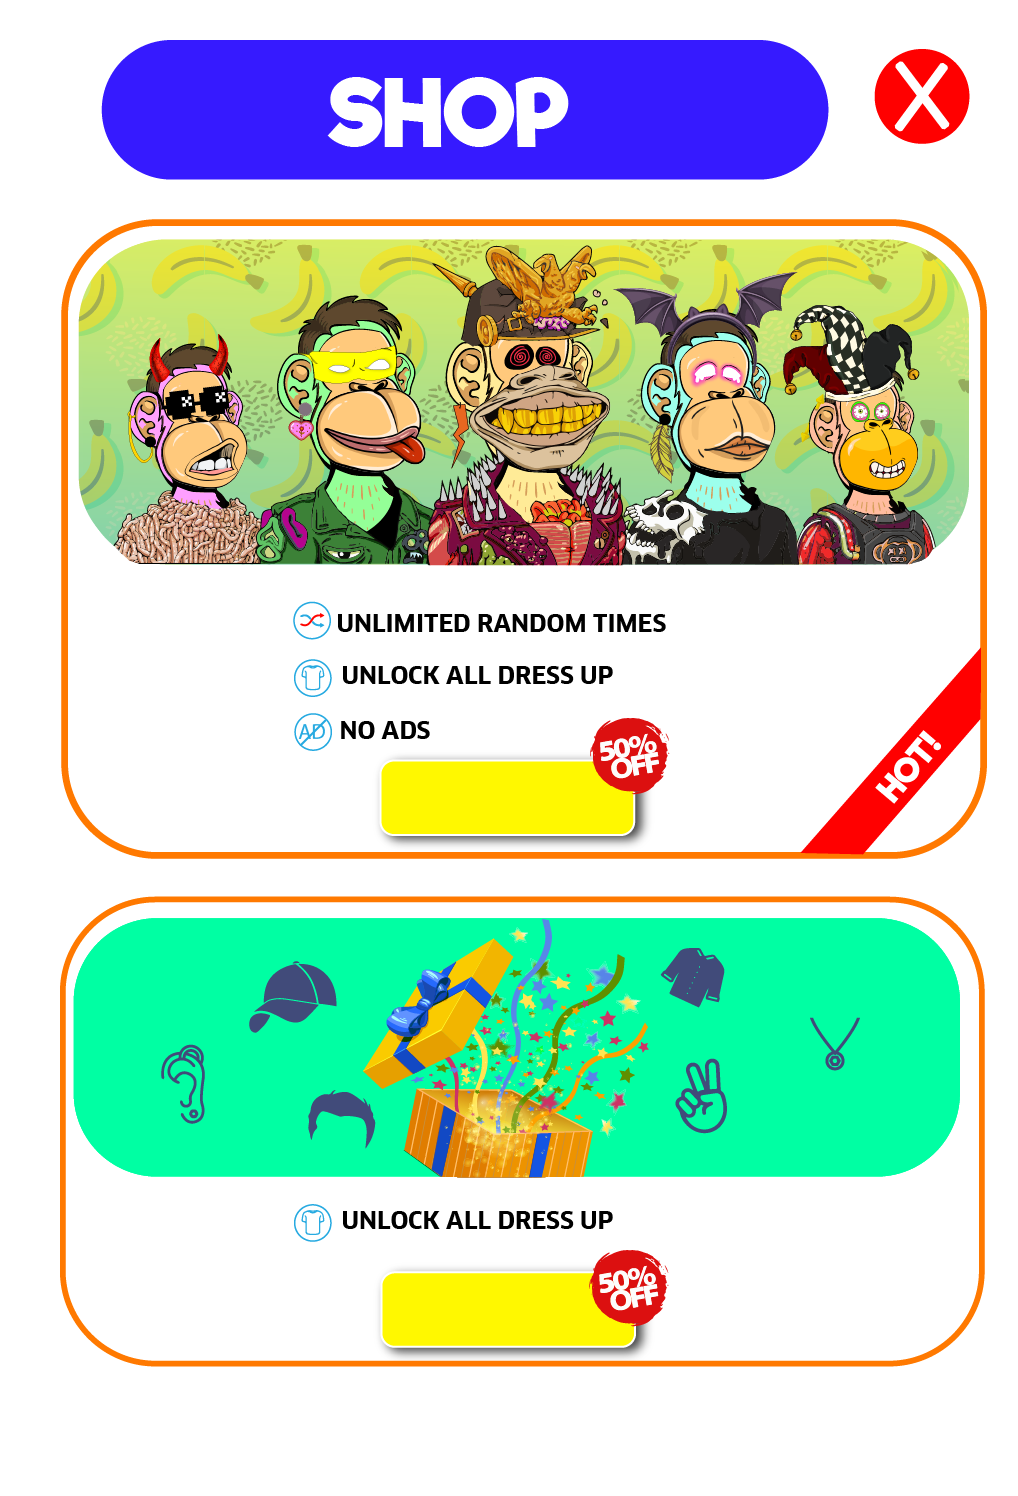 SHOP
X
UNLIMITED RANDOM TIMES
UNLOCK ALL DRESS UP
AD
NO ADS
50%
OFF
HOT!
UNLOCK ALL DRESS UP
50%
OFF